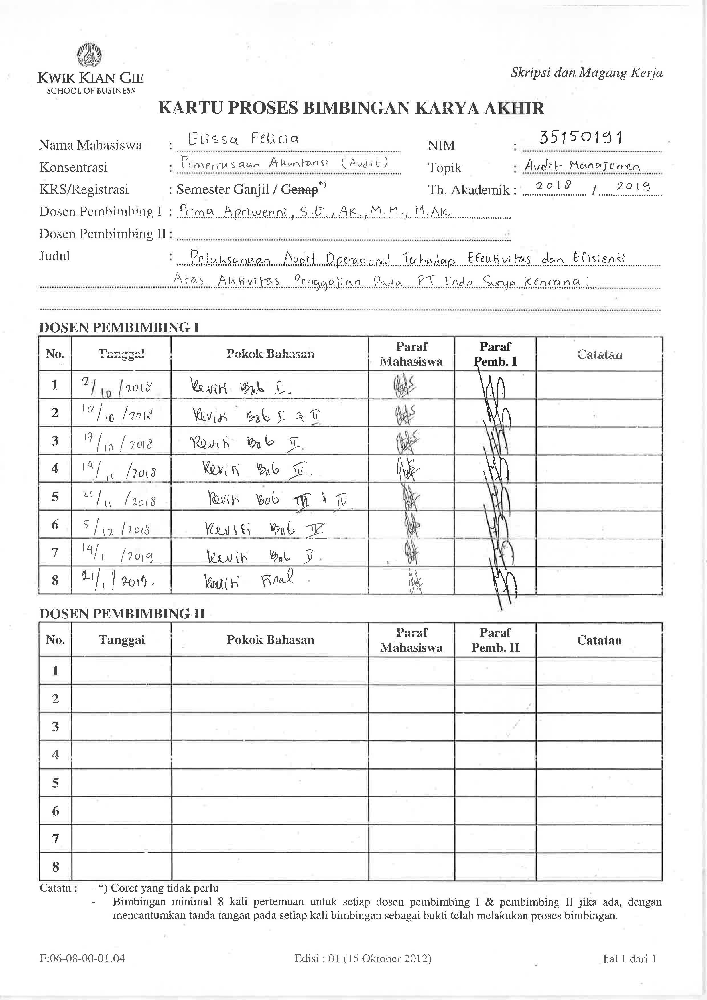 KWIK KIAN GIE
SCHOOL OF BUSINESS
Skripsi dan Magang Kerja
KARTU PROSES BIMBINGAN KARYA AKHIR
Nama Mahasiswa : Elissa Felicia NIM : 35150191
Konsentrasi : Pemeriksaan Akuntansi (Audit) Topik : Audit Manajemen
KRS/Registrasi : Semester Ganjil / Genap*) Th. Akademik : 2018 / 2019
Dosen Pembimbing I : Prima Apriwenni, S.E., AK., M.M., M.AK.
Dosen Pembimbing II :
Judul : Pelaksanaan Audit Operasional Terhadap Efektivitas dan Efisiensi
Atas Aktivitas Penggajian Pada PT Indo Surya Kencana.
DOSEN PEMBIMBING I
No. Tanggal Pokok Bahasan Paraf Mahasiswa Paraf Pemb. I Catatan
1 2/10/2018 Revisi Bab I.
2 10/10/2018 Revisi Bab I & II
3 17/10/2018 Revisi Bab II.
4 14/11/2018 Revisi Bab III.
5 21/11/2018 Revisi Bab III & IV.
6 5/12/2018 Revisi Bab IV
7 14/1/2019 Revisi Bab V.
8 21/1/2019. Revisi Final.
DOSEN PEMBIMBING II
No. Tanggal Pokok Bahasan Paraf Mahasiswa Paraf Pemb. II Catatan
1
2
3
4
5
6
7
8
Catatn : - *) Coret yang tidak perlu
- Bimbingan minimal 8 kali pertemuan untuk setiap dosen pembimbing I & pembimbing II jika ada, dengan
mencantumkan tanda tangan pada setiap kali bimbingan sebagai bukti telah melakukan proses bimbingan.
F:06-08-00-01.04 Edisi : 01 (15 Oktober 2012) hal 1 dari 1